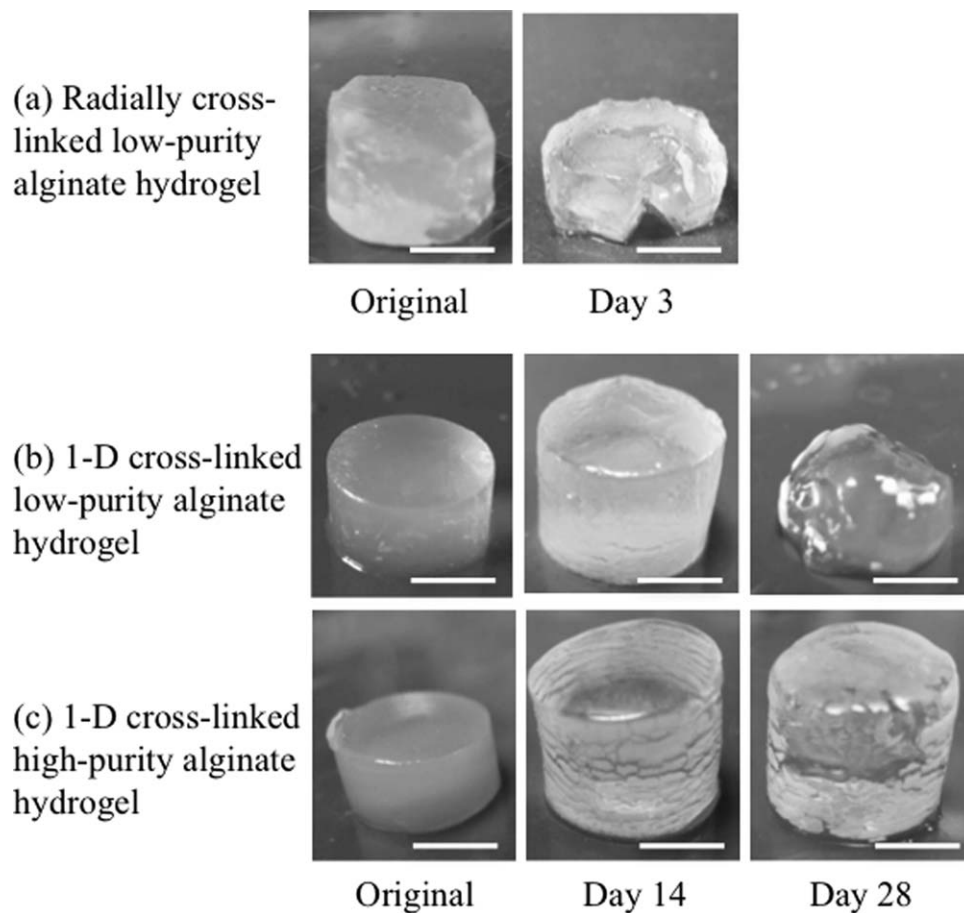 (a) Radially cross-
linked low-purity
alginate hydrogel
Original Day 3
(b) 1-D cross-linked
low-purity alginate
hydrogel
(c) 1-D cross-linked
high-purity alginate
hydrogel
Original Day 14 Day 28